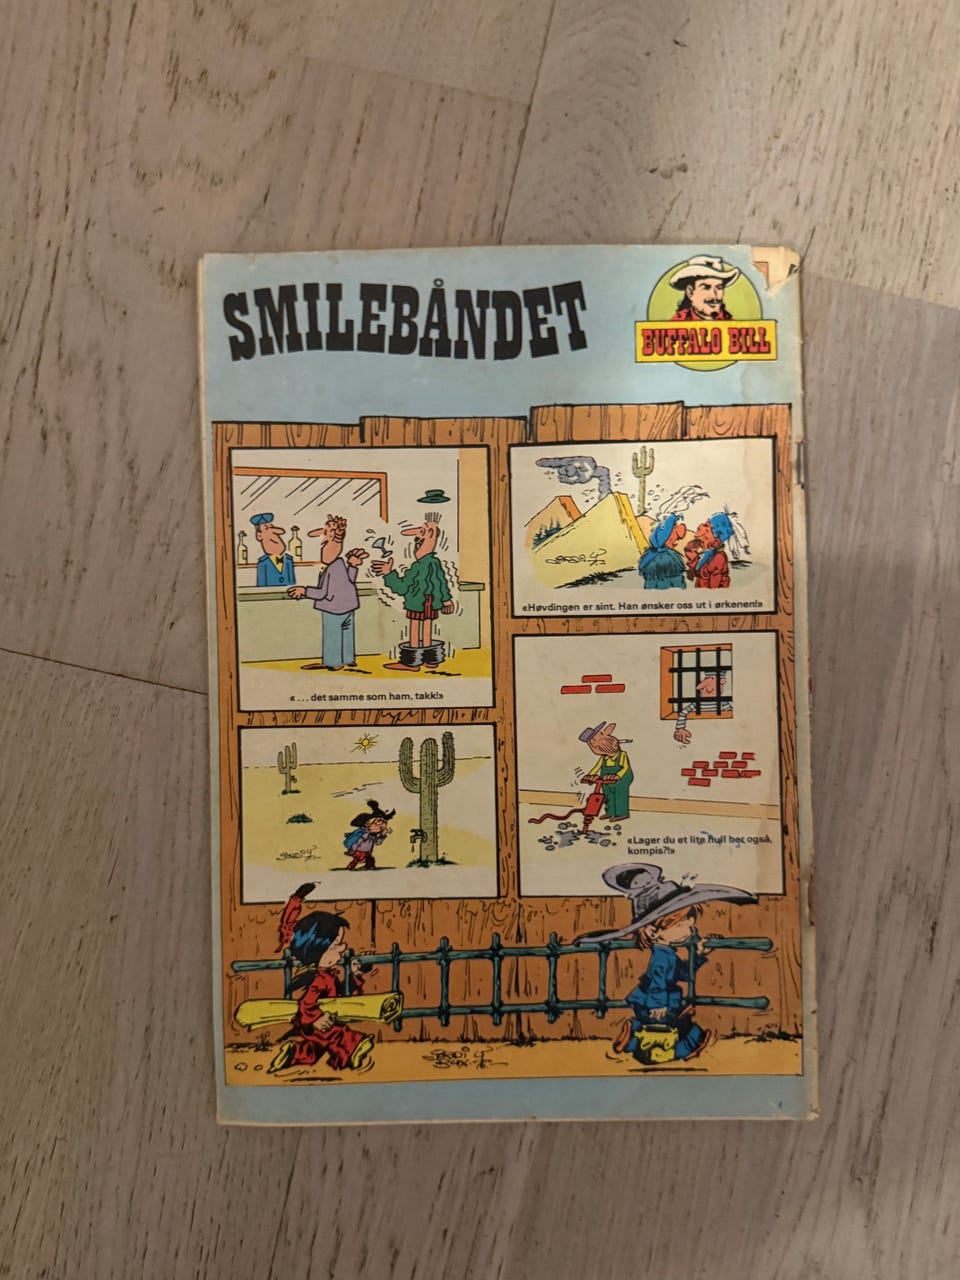 SMILEBÅNDET
BUFFALO BILL
«... det samme som ham, takk!»
«Høvdingen er sint. Han ønsker oss ut i ørkenen!»
«Lager du et lite hull her også,
kompis?!»